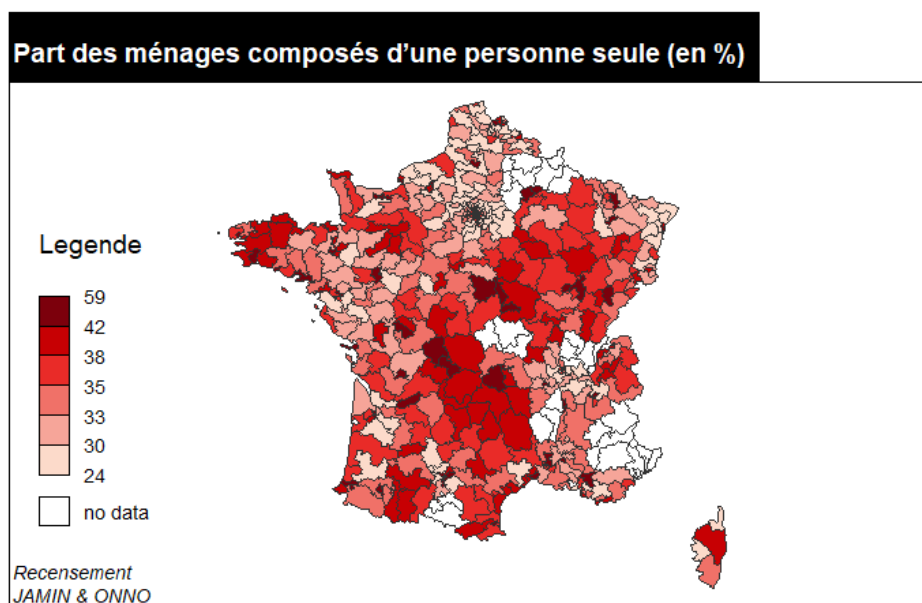 Part des ménages composés d’une personne seule (en %)
Legende
59
42
38
35
33
30
24
no data
Recensement
JAMIN & ONNO